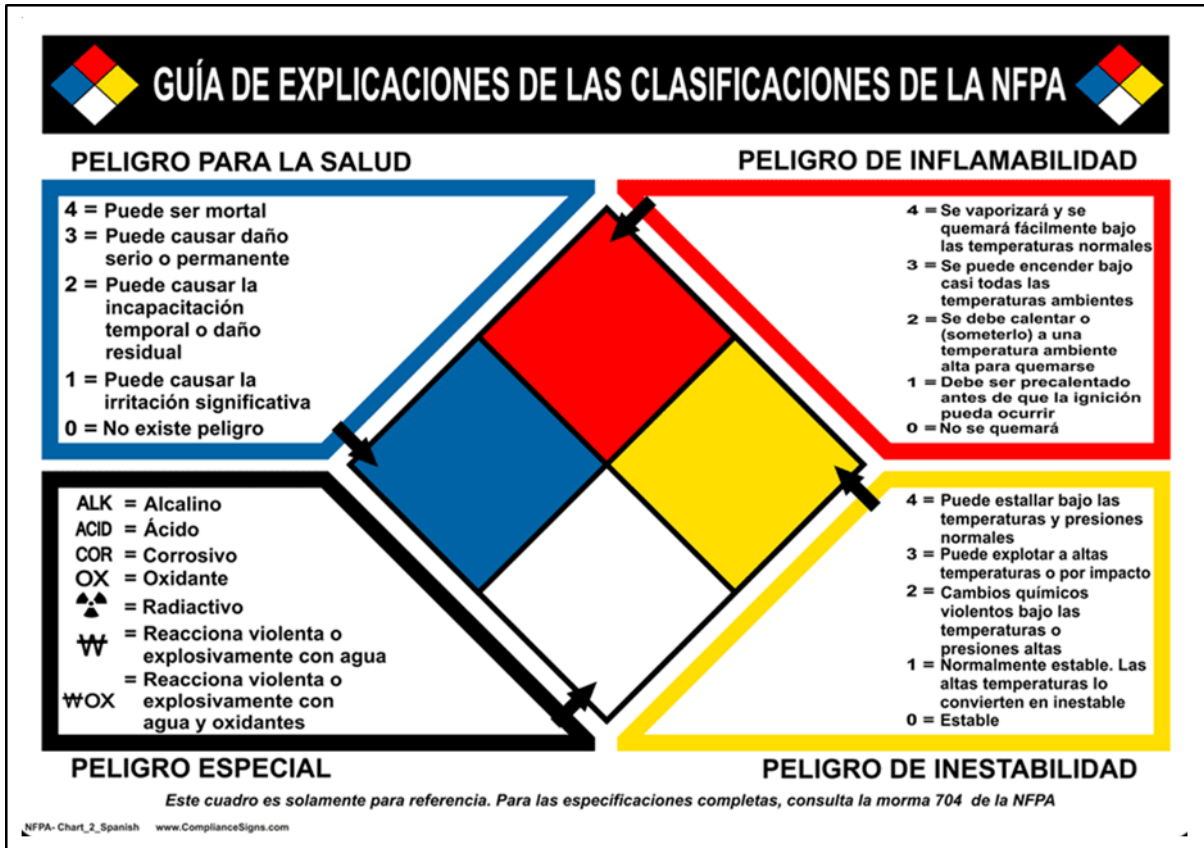 GUÍA DE EXPLICACIONES DE LAS CLASIFICACIONES DE LA NFPA
PELIGRO PARA LA SALUD
4 = Puede ser mortal
3 = Puede causar daño
serio o permanente
2 = Puede causar la
incapacitación
temporal o daño
residual
1 = Puede causar la
irritación significativa
0 = No existe peligro
PELIGRO DE INFLAMABILIDAD
4 = Se vaporizará y se
quemará fácilmente bajo
las temperaturas normales
3 = Se puede encender bajo
casi todas las
temperaturas ambientes
2 = Se debe calentar o
(someterlo) a una
temperatura ambiente
alta para quemarse
1 = Debe ser precalentado
antes de que la ignición
pueda ocurrir
0 = No se quemará
ALK = Alcalino
ACID = Ácido
COR = Corrosivo
OX = Oxidante
= Radiactivo
W = Reacciona violenta o
explosivamente con agua
WOX = Reacciona violenta o
explosivamente con
agua y oxidantes
PELIGRO ESPECIAL
4 = Puede estallar bajo las
temperaturas y presiones
normales
3 = Puede explotar a altas
temperaturas o por impacto
2 = Cambios químicos
violentos bajo las
temperaturas o
presiones altas
1 = Normalmente estable. Las
altas temperaturas lo
convierten en inestable
0 = Estable
PELIGRO DE INESTABILIDAD
Este cuadro es solamente para referencia. Para las especificaciones completas, consulta la morma 704 de la NFPA
NFPA- Chart_2_Spanish www.ComplianceSigns.com